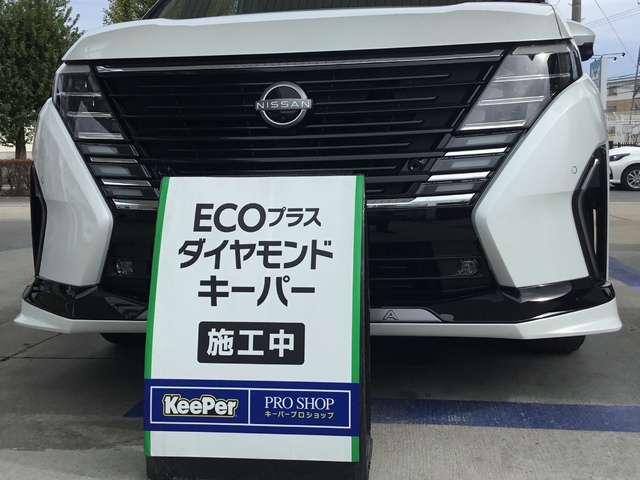 NISSAN
ECOプラス
ダイヤモンド
キーパー
施工中
KeePer
PRO SHOP
キーパープロショップ